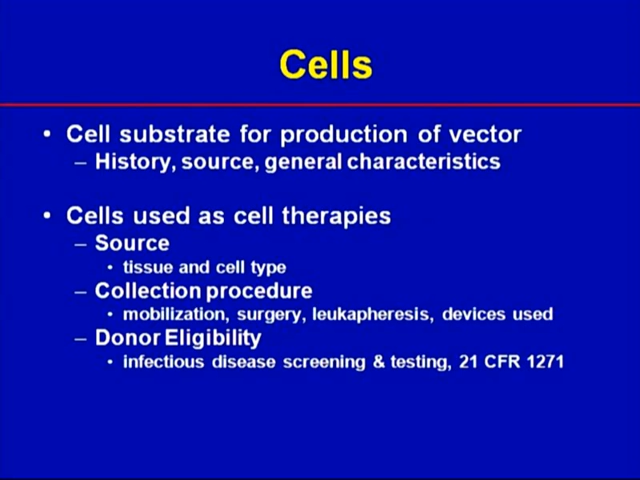 Cells
• Cell substrate for production of vector
– History, source, general characteristics
• Cells used as cell therapies
– Source
• tissue and cell type
– Collection procedure
• mobilization, surgery, leukapheresis, devices used
– Donor Eligibility
• infectious disease screening & testing, 21 CFR 1271